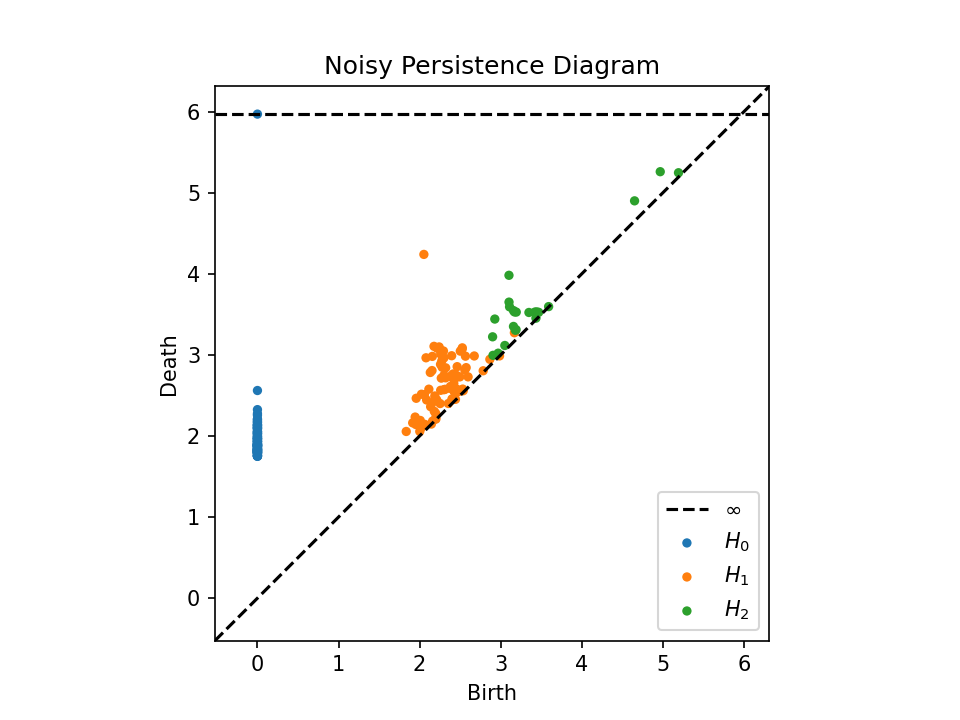 Noisy Persistence Diagram
Death
6
5
4
3
2
1
0
∞
H₀
H₁
H₂
0 1 2 3 4 5 6
Birth